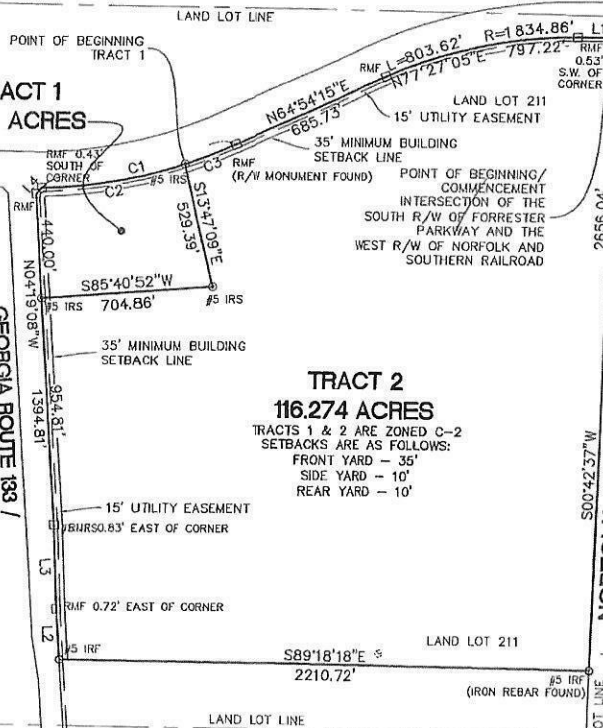 LAND LOT LINE
POINT OF BEGINNING
TRACT 1
ACT 1
ACRES
RMF 0.43'
SOUTH OF
CORNER
RMF
C1
C2
#5 IRS
C3
RMF
(R/W MONUMENT FOUND)
N64°54'15"E
685.73'
RMF
L=803.62'
R=1834.86'
N77°27'05"E
797.22'
L1
RMF
0.53'
S.W. OF
CORNER
LAND LOT 211
15' UTILITY EASEMENT
35' MINIMUM BUILDING
SETBACK LINE
POINT OF BEGINNING/
COMMENCEMENT
INTERSECTION OF THE
SOUTH R/W OF FORRESTER
PARKWAY AND THE
WEST R/W OF NORFOLK AND
SOUTHERN RAILROAD
2656.04'
S13°47'09"E
529.39'
440.00'
S85°40'52"W
704.86'
#5 IRS
#5 IRS
N04°19'08"W
1394.81'
954.81'
35' MINIMUM BUILDING
SETBACK LINE
GEORGIA ROUTE 133 /
TRACT 2
116.274 ACRES
TRACTS 1 & 2 ARE ZONED C-2
SETBACKS ARE AS FOLLOWS:
FRONT YARD - 35'
SIDE YARD - 10'
REAR YARD - 10'
S00°42'37"W
15' UTILITY EASEMENT
0.83' EAST OF CORNER
L3
RMF 0.72' EAST OF CORNER
L2
#5 IRF
S89°18'18"E
2210.72'
LAND LOT 211
#5 IRF
(IRON REBAR FOUND)
LAND LOT LINE
OT LINE